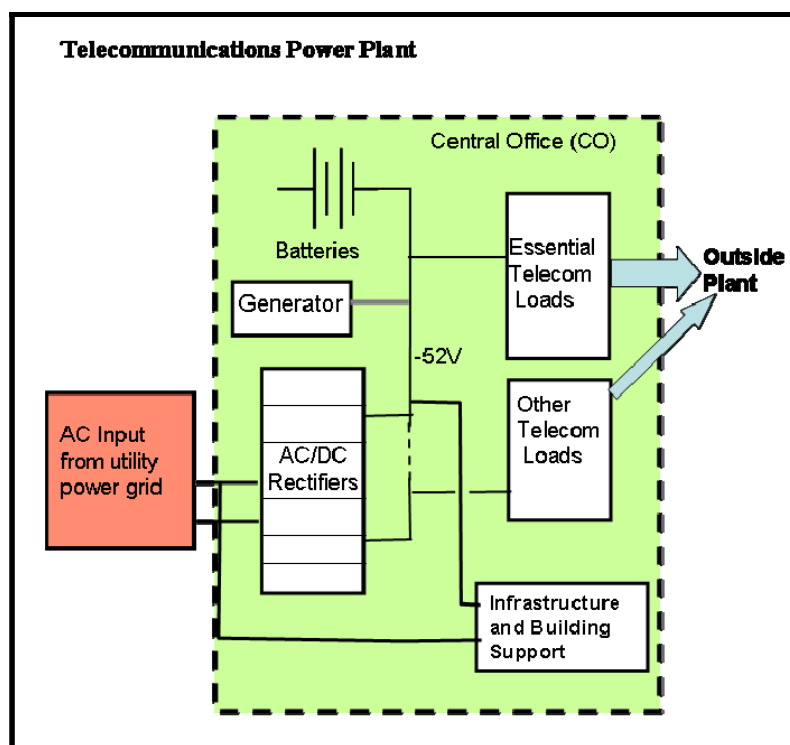 Telecommunications Power Plant
Central Office (CO)
Batteries
Essential
Telecom
Loads
Outside
Plant
Generator
-52V
AC Input
from utility
power grid
AC/DC
Rectifiers
Other
Telecom
Loads
Infrastructure
and Building
Support